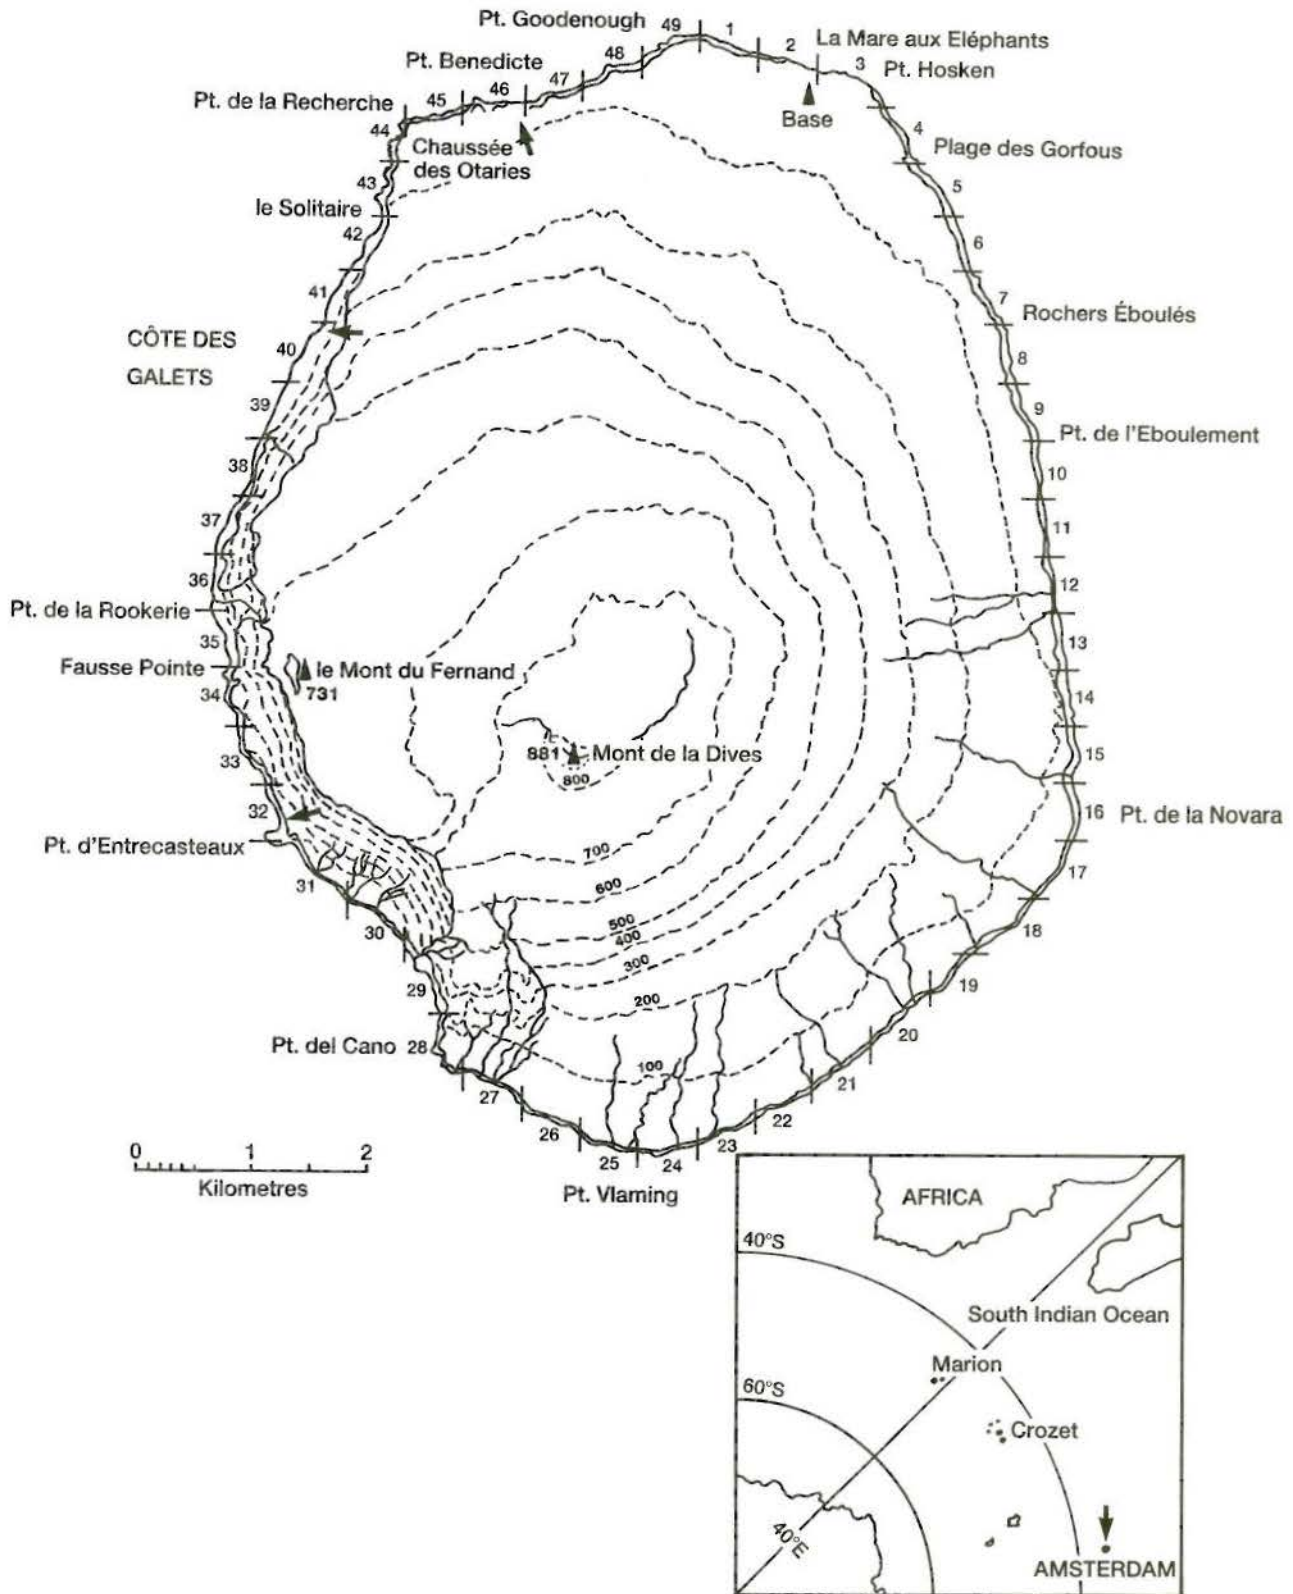 Pt. Goodenough
49
1
2
La Mare aux Eléphants
3
Pt. Hosken
Pt. Benedicte
48
47
46
45
Pt. de la Recherche
44
Base
4
Chaussée
des Otaries
Plage des Gorfous
43
5
le Solitaire
42
6
41
7
Rochers Éboulés
CÔTE DES
GALETS
40
8
39
9
Pt. de l'Eboulement
38
10
37
11
36
12
Pt. de la Rookerie
35
13
Fausse Pointe
34
le Mont du Fernand
731
14
33
881
Mont de la Dives
800
15
32
16
Pt. de la Novara
Pt. d'Entrecasteaux
700
17
31
600
30
500
400
300
18
29
200
19
Pt. del Cano
28
20
100
27
21
26
22
25
24
23
0 1 2
Kilometres
Pt. Vlaming
AFRICA
40°S
South Indian Ocean
Marion
60°S
Crozet
40°E
AMSTERDAM